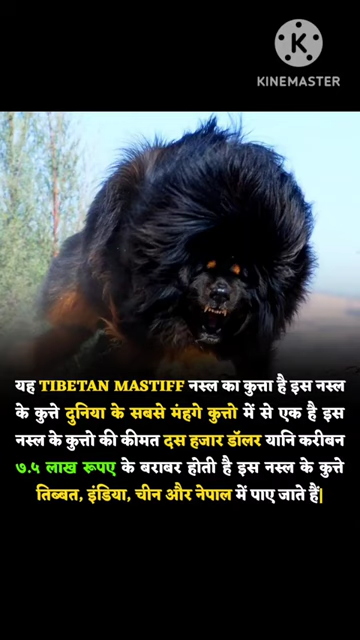 K
KINEMASTER
यह TIBETAN MASTIFF नस्ल का कुत्ता है इस नस्ल
के कुत्ते दुनिया के सबसे मंहगे कुत्तो में से एक है इस
नस्ल के कुत्तो की कीमत दस हजार डॉलर यानि करीबन
७.५ लाख रूपए के बराबर होती है इस नस्ल के कुत्ते
तिब्बत, इंडिया, चीन और नेपाल में पाए जाते हैं|